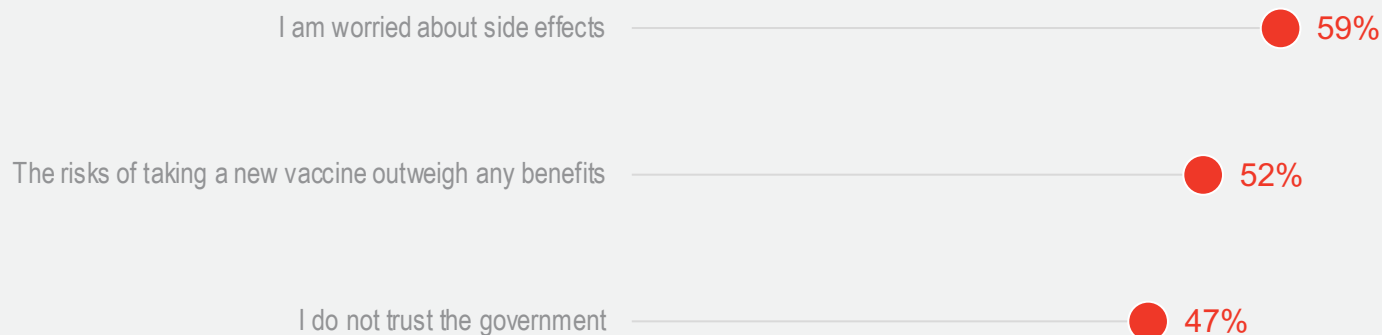 I am worried about side effects 59%
The risks of taking a new vaccine outweigh any benefits 52%
I do not trust the government 47%